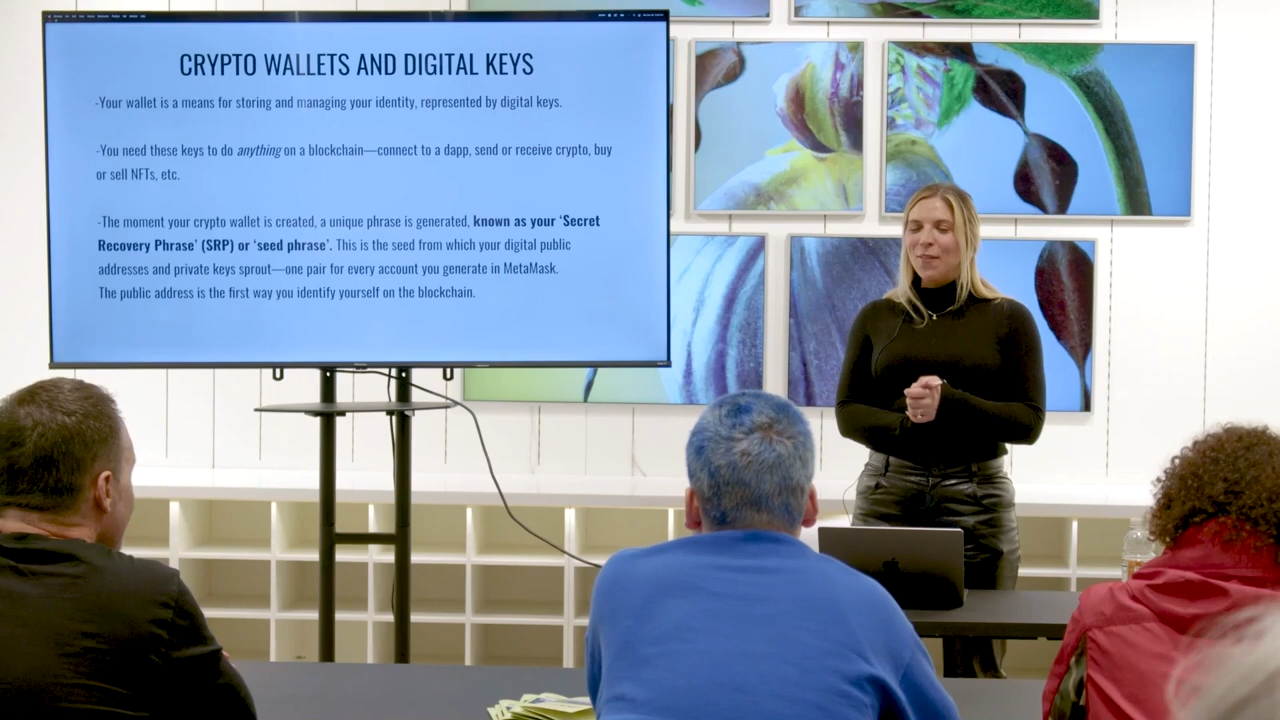 CRYPTO WALLETS AND DIGITAL KEYS
-Your wallet is a means for storing and managing your identity, represented by digital keys.
-You need these keys to do anything on a blockchain—connect to a dapp, send or receive crypto, buy
or sell NFTs, etc.
-The moment your crypto wallet is created, a unique phrase is generated, known as your ‘Secret
Recovery Phrase’ (SRP) or ‘seed phrase’. This is the seed from which your digital public
addresses and private keys sprout—one pair for every account you generate in MetaMask.
The public address is the first way you identify yourself on the blockchain.